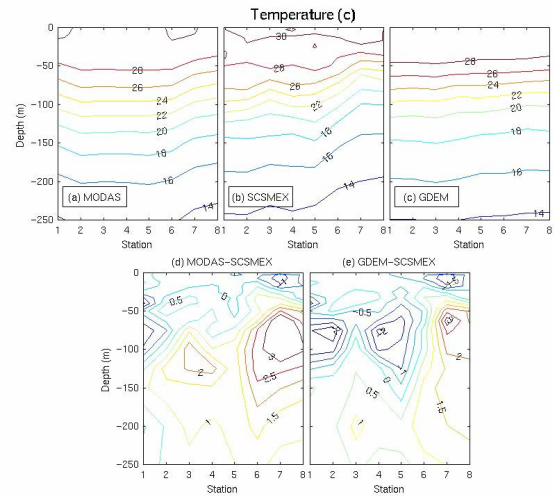 Temperature (c)
0
-50
-100
-150
-200
-250
Depth (m)
28
26
24
22
20
18
16
14
(a) MODAS
1 2 3 4 5 6 7 8
Station
30
28
26
22
18
16
14
(b) SCSMEX
1 2 3 4 5 6 7 8
Station
28
26
24
22
20
18
16
14
(c) GDEM
1 2 3 4 5 6 7 8
Station
(d) MODAS-SCSMEX
0
-50
-100
-150
-200
-250
Depth (m)
0.5
0
3
2.5
2
1
1 2 3 4 5 6 7 8
Station
(e) GDEM-SCSMEX
-0.5
-2
-1
0
0.5
1
2
1.5
1 2 3 4 5 6 7 8
Station